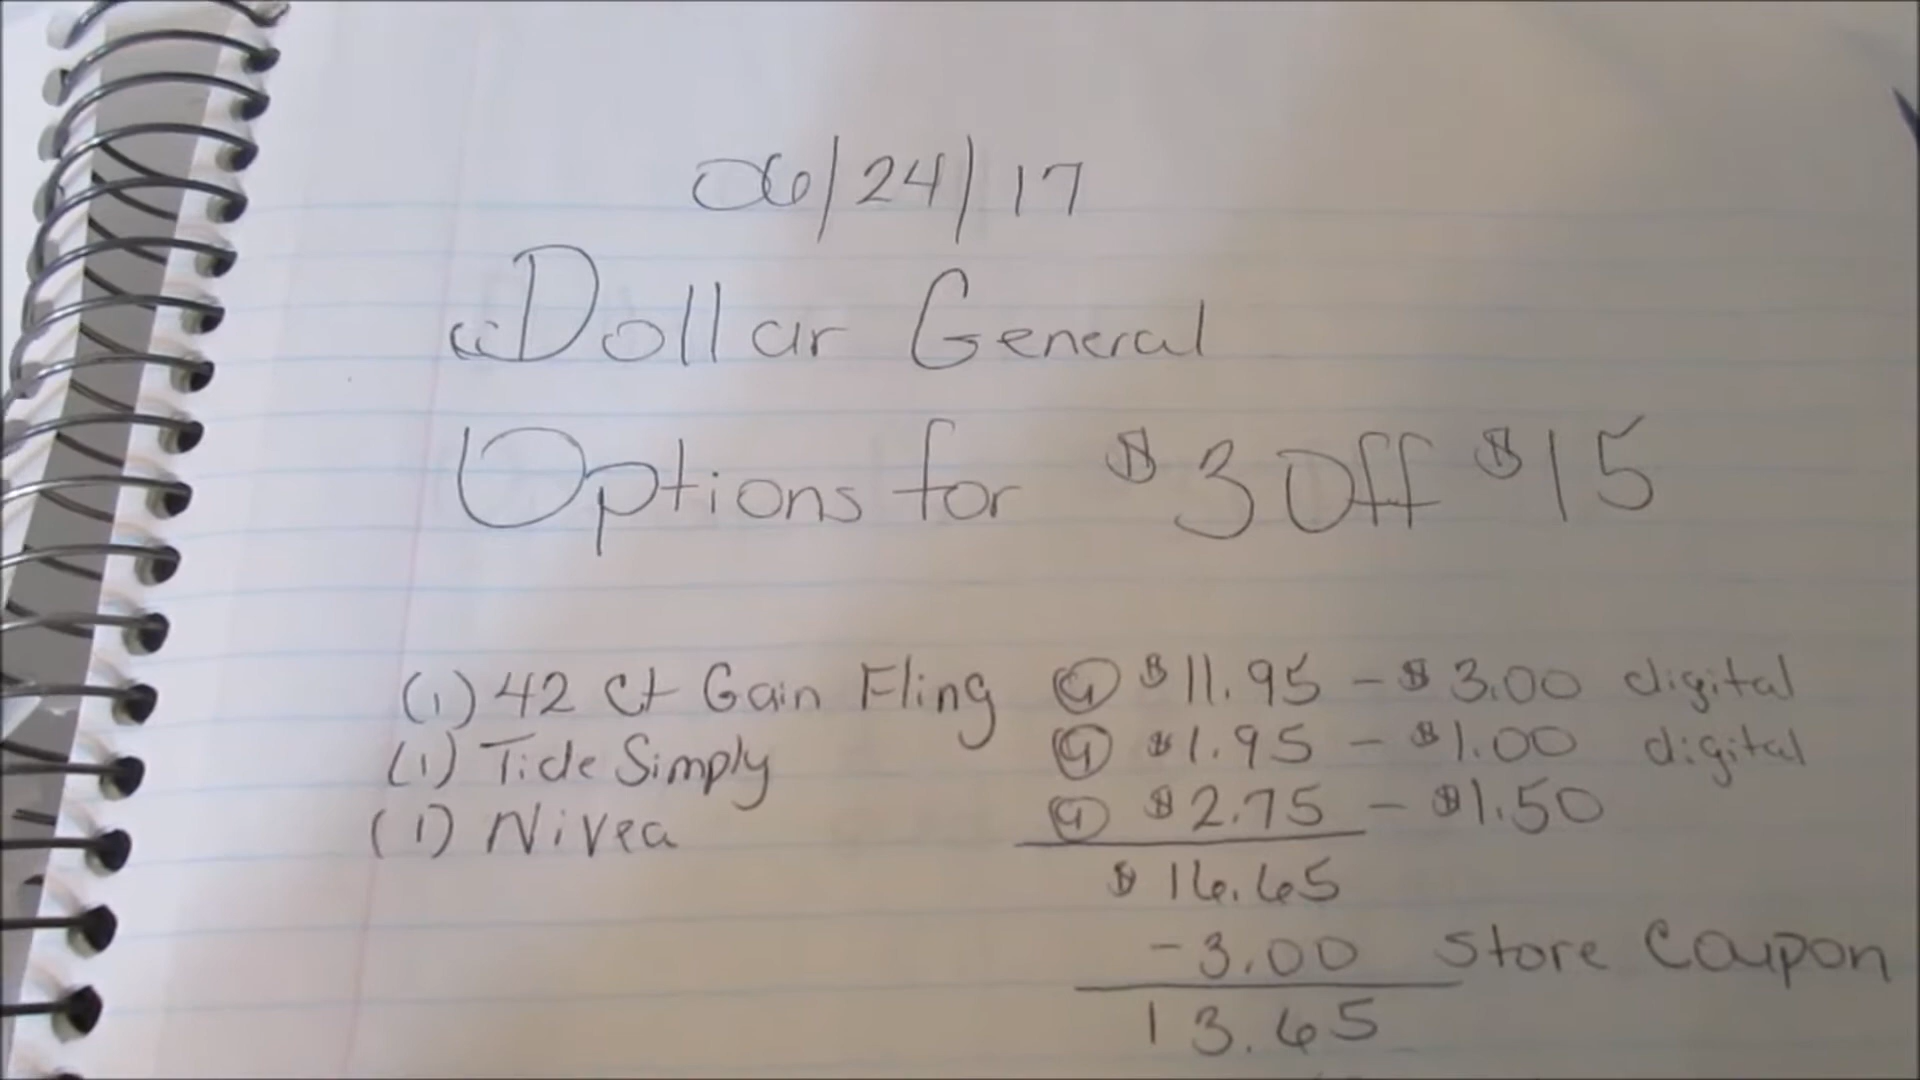 06/24/17
Dollar General
Options for $3 Off $15
(1) 42 Ct Gain Fling @ $11.95 - $3.00 digital
(1) Tide Simply @ $1.95 - $1.00 digital
(1) Nivea @ $2.75 - $1.50
$16.65
-3.00 Store Coupon
13.65